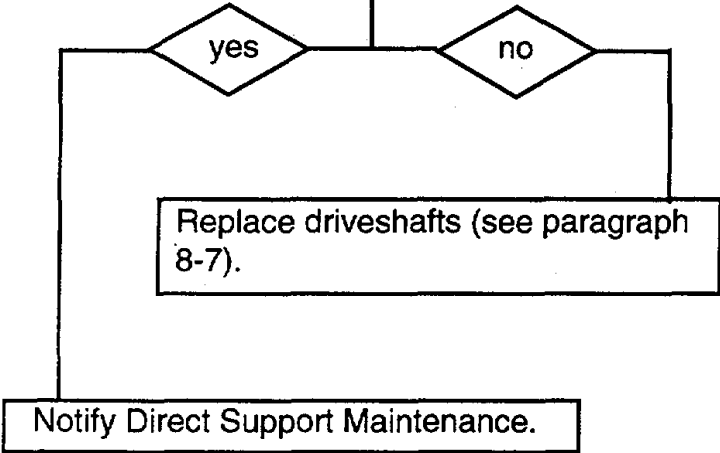 yes
no
Replace driveshafts (see paragraph
8-7).
Notify Direct Support Maintenance.